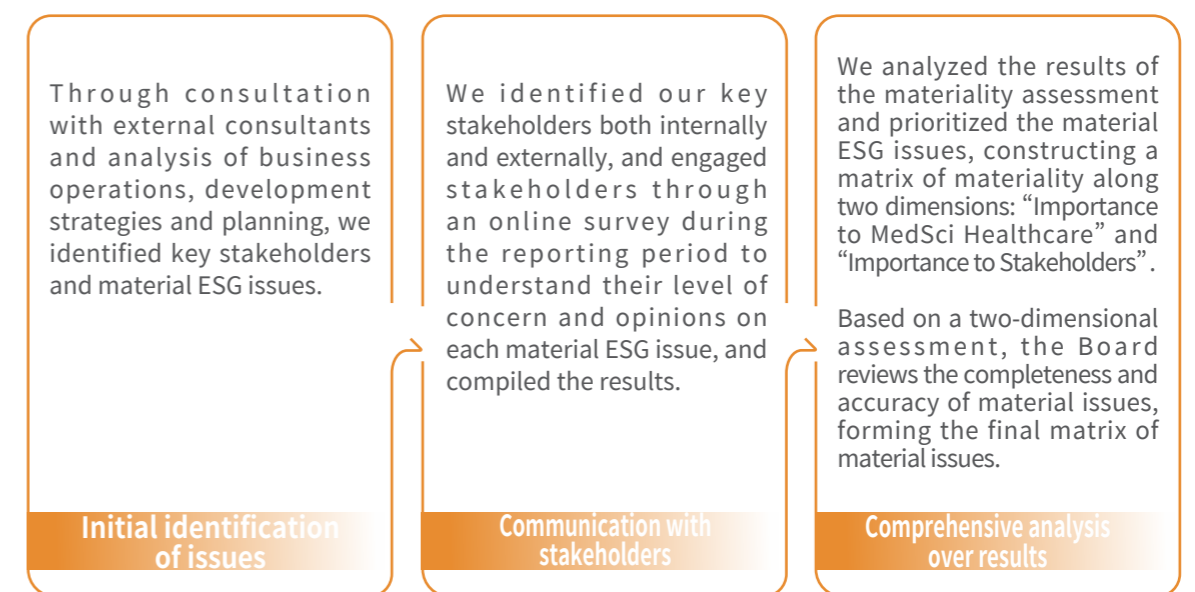 Through consultation
with external consultants
and analysis of business
operations, development
strategies and planning, we
identified key stakeholders
and material ESG issues.
Initial identification
of issues
We identified our key
stakeholders both internally
and externally, and engaged
stakeholders through
an online survey during
the reporting period to
understand their level of
concern and opinions on
each material ESG issue, and
compiled the results.
Communication with
stakeholders
We analyzed the results of
the materiality assessment
and prioritized the material
ESG issues, constructing a
matrix of materiality along
two dimensions: “Importance
to MedSci Healthcare” and
“Importance to Stakeholders”.
Based on a two-dimensional
assessment, the Board
reviews the completeness and
accuracy of material issues,
forming the final matrix of
material issues.
Comprehensive analysis
over results